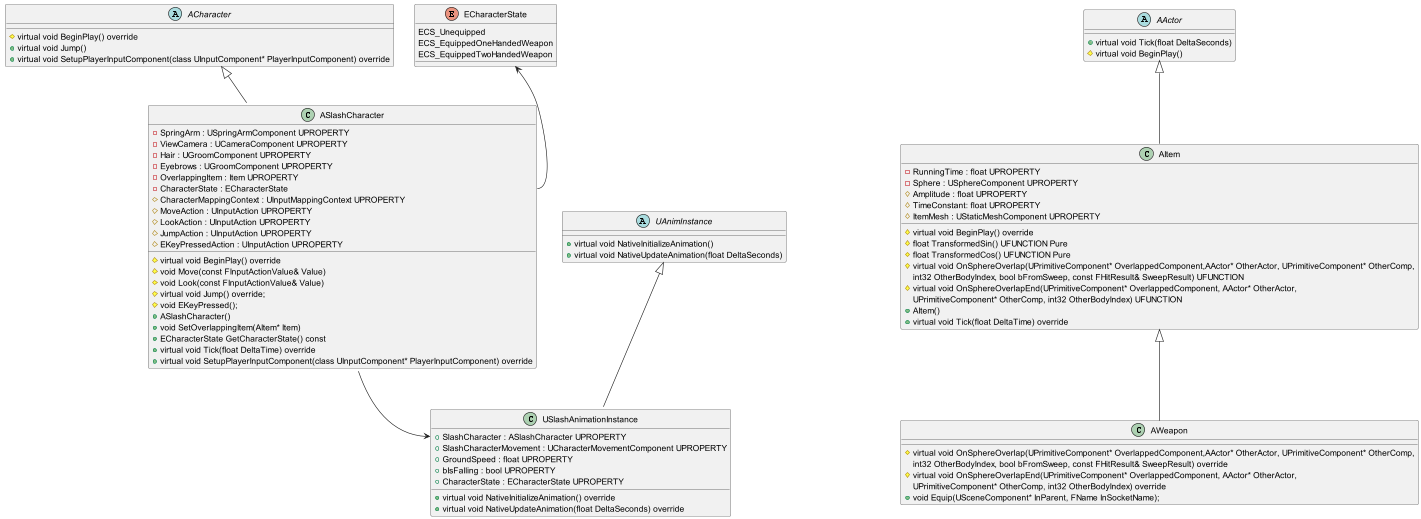 A ACharacter
virtual void BeginPlay() override
virtual void Jump()
virtual void SetupPlayerInputComponent(class UInputComponent* PlayerInputComponent) override
E ECharacterState
ECS_Unequipped
ECS_EquippedOneHandedWeapon
ECS_EquippedTwoHandedWeapon
A AActor
virtual void Tick(float DeltaSeconds)
virtual void BeginPlay()
C ASlashCharacter
SpringArm : USpringArmComponent UPROPERTY
ViewCamera : UCameraComponent UPROPERTY
Hair : UGroomComponent UPROPERTY
Eyebrows : UGroomComponent UPROPERTY
OverlappingItem : Item UPROPERTY
CharacterState : ECharacterState
CharacterMappingContext : UInputMappingContext UPROPERTY
MoveAction : UInputAction UPROPERTY
LookAction : UInputAction UPROPERTY
JumpAction : UInputAction UPROPERTY
EKeyPressedAction : UInputAction UPROPERTY
virtual void BeginPlay() override
void Move(const FInputActionValue& Value)
void Look(const FInputActionValue& Value)
virtual void Jump() override;
void EKeyPressed();
ASlashCharacter()
void SetOverlappingItem(AItem* Item)
ECharacterState GetCharacterState() const
virtual void Tick(float DeltaTime) override
virtual void SetupPlayerInputComponent(class UInputComponent* PlayerInputComponent) override
A UAnimInstance
virtual void NativeInitializeAnimation()
virtual void NativeUpdateAnimation(float DeltaSeconds)
C AItem
RunningTime : float UPROPERTY
Sphere : USphereComponent UPROPERTY
Amplitude : float UPROPERTY
TimeConstant: float UPROPERTY
ItemMesh : UStaticMeshComponent UPROPERTY
virtual void BeginPlay() override
float TransformedSin() UFUNCTION Pure
float TransformedCos() UFUNCTION Pure
virtual void OnSphereOverlap(UPrimitiveComponent* OverlappedComponent,AActor* OtherActor, UPrimitiveComponent* OtherComp,
int32 OtherBodyIndex, bool bFromSweep, const FHitResult& SweepResult) UFUNCTION
virtual void OnSphereOverlapEnd(UPrimitiveComponent* OverlappedComponent, AActor* OtherActor,
UPrimitiveComponent* OtherComp, int32 OtherBodyIndex) UFUNCTION
AItem()
virtual void Tick(float DeltaTime) override
C USlashAnimationInstance
SlashCharacter : ASlashCharacter UPROPERTY
SlashCharacterMovement : UCharacterMovementComponent UPROPERTY
GroundSpeed : float UPROPERTY
bIsFalling : bool UPROPERTY
CharacterState : ECharacterState UPROPERTY
virtual void NativeInitializeAnimation() override
virtual void NativeUpdateAnimation(float DeltaSeconds) override
C AWeapon
virtual void OnSphereOverlap(UPrimitiveComponent* OverlappedComponent,AActor* OtherActor, UPrimitiveComponent* OtherComp,
int32 OtherBodyIndex, bool bFromSweep, const FHitResult& SweepResult) override
virtual void OnSphereOverlapEnd(UPrimitiveComponent* OverlappedComponent, AActor* OtherActor,
UPrimitiveComponent* OtherComp, int32 OtherBodyIndex) override
void Equip(USceneComponent* InParent, FName InSocketName);